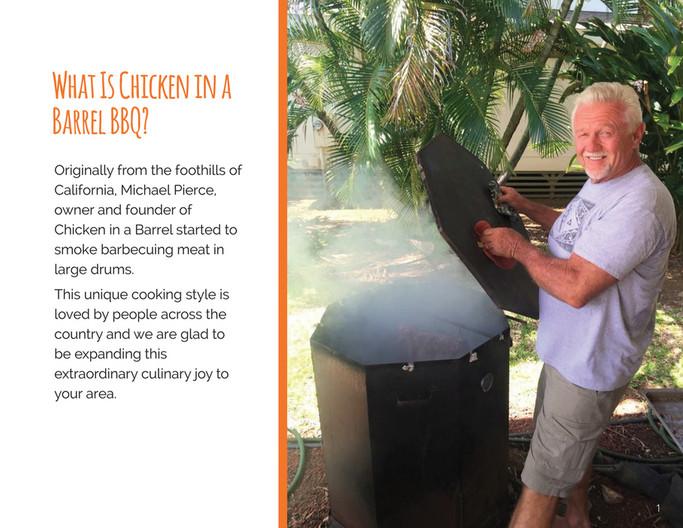 What Is Chicken in a
Barrel BBQ?
Originally from the foothills of
California, Michael Pierce,
owner and founder of
Chicken in a Barrel started to
smoke barbecuing meat in
large drums.
This unique cooking style is
loved by people across the
country and we are glad to
be expanding this
extraordinary culinary joy to
your area.
1